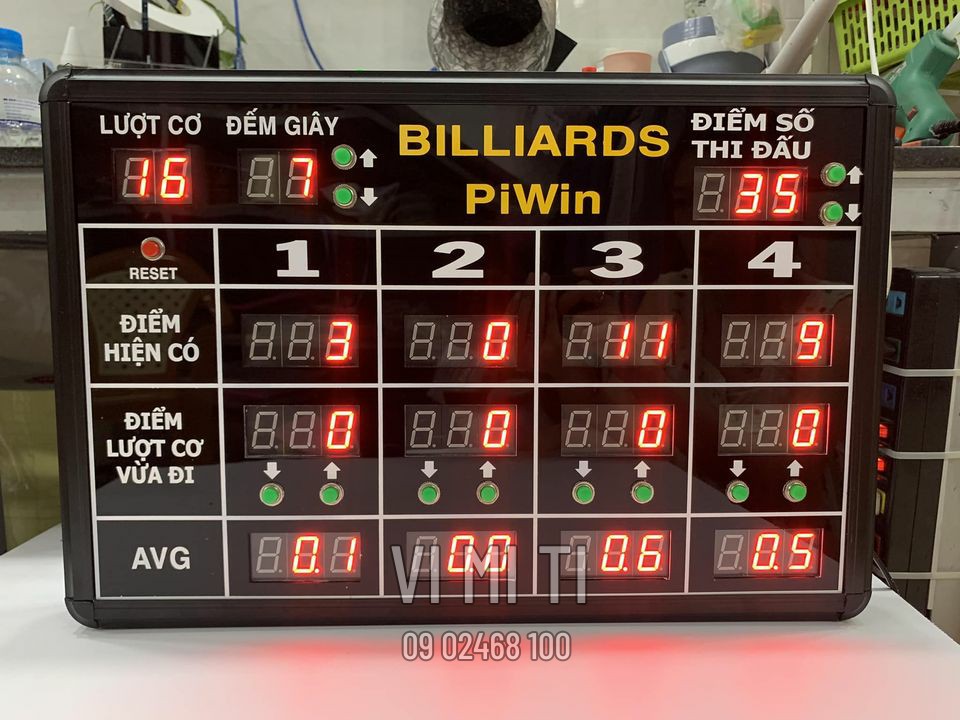 LƯỢT CƠ
ĐẾM GIÂY
BILLIARDS
PiWin
ĐIỂM SỐ
THI ĐẤU
16
7
35
RESET
1
2
3
4
ĐIỂM
HIỆN CÓ
3
0
11
9
ĐIỂM
LƯỢT CƠ
VỪA ĐI
0
0
0
0
AVG
0.1
0.0
0.6
0.5
VI MI TI
09 02468 100